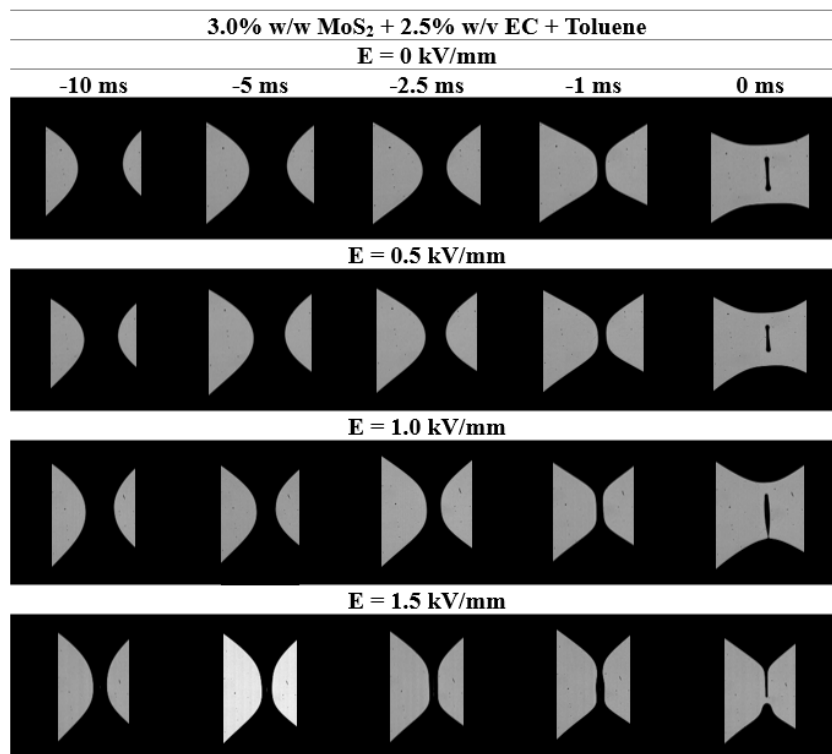 3.0% w/w MoS₂ + 2.5% w/v EC + Toluene
E = 0 kV/mm
-10 ms -5 ms -2.5 ms -1 ms 0 ms
E = 0.5 kV/mm
E = 1.0 kV/mm
E = 1.5 kV/mm